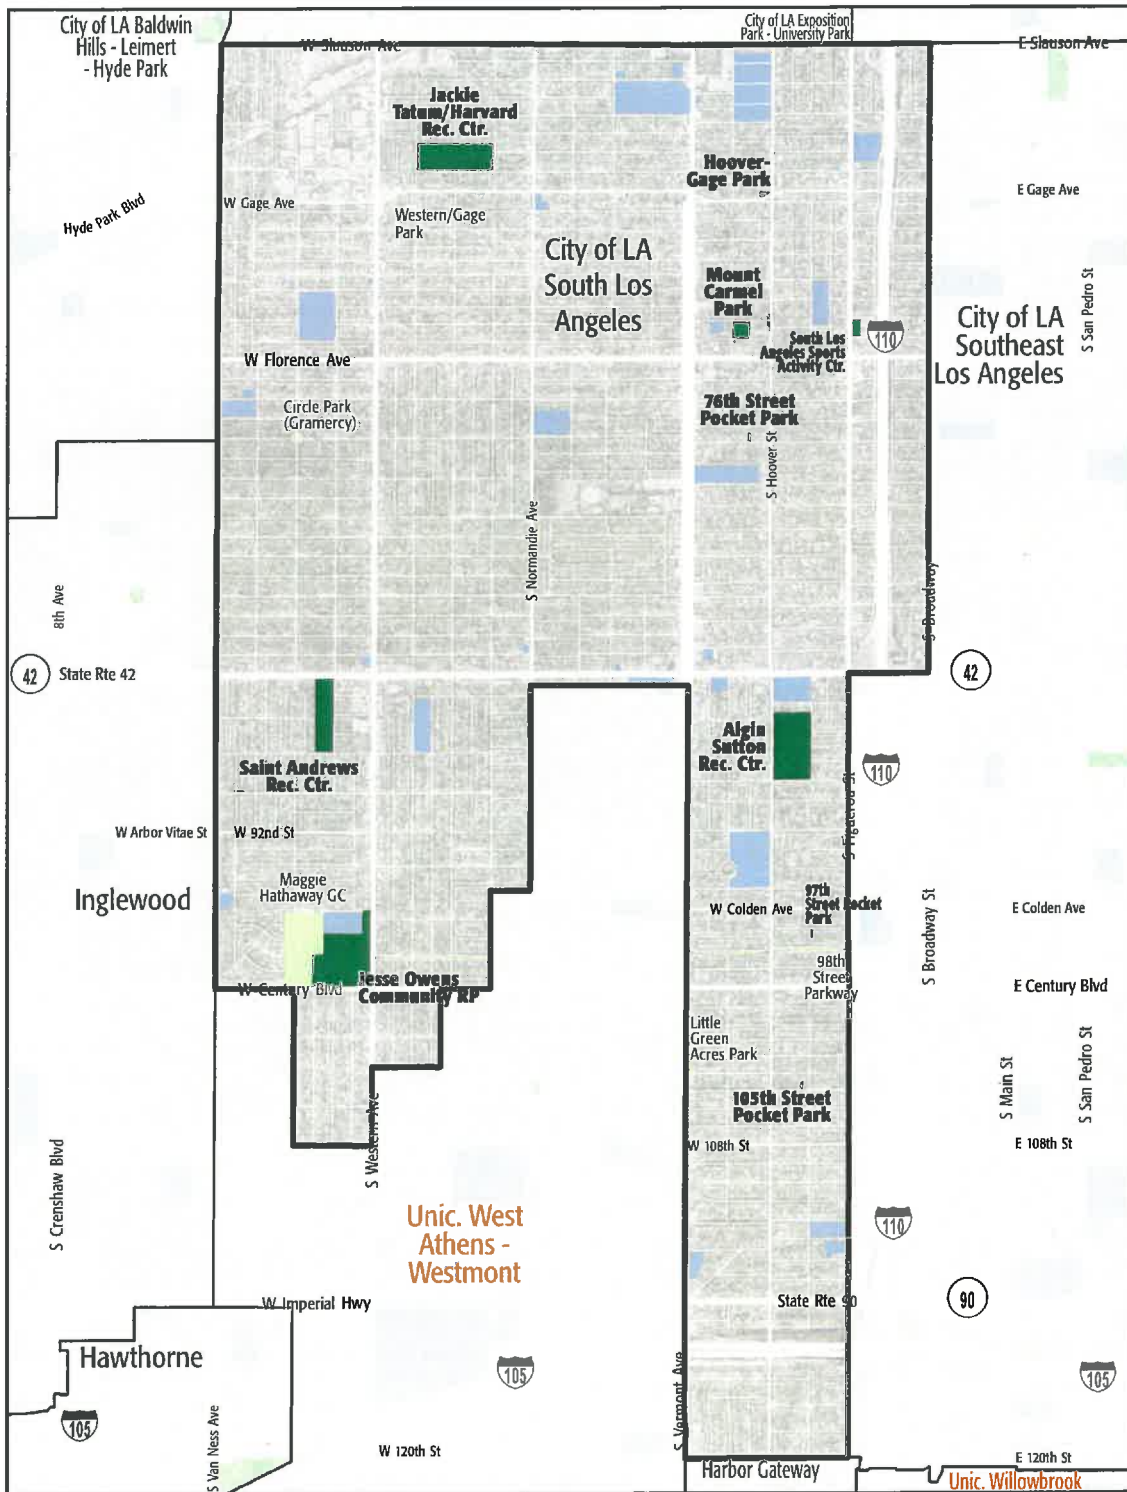 City of LA Baldwin
Hills - Leimert
- Hyde Park
City of LA Exposition
Park - University Park
W Slauson Ave
E Slauson Ave
Jackie
Tatum/Harvard
Rec. Ctr.
Hoover-
Gage Park
W Gage Ave
E Gage Ave
Hyde Park Blvd
Western/Gage
Park
City of LA
South Los
Angeles
Mount
Carmel
Park
S San Pedro St
City of LA
Southeast
Los Angeles
South Los
Angeles Sports
Activity Ctr.
110
W Florence Ave
Circle Park
(Gramercy)
76th Street
Pocket Park
S Hoover St
S Normandie Ave
8th Ave
S Broadway
42
State Rte 42
42
Algin
Sutton
Rec. Ctr.
110
Saint Andrews
Rec. Ctr.
S Figueroa St
W Arbor Vitae St
W 92nd St
Inglewood
Maggie
Hathaway GC
97th
Street Pocket
Park
W Colden Ave
E Colden Ave
S Broadway St
98th
Street
Parkway
W Century Blvd
Jesse Owens
Community RP
E Century Blvd
Little
Green
Acres Park
S Main St
S San Pedro St
105th Street
Pocket Park
W 108th St
E 108th St
S Western Ave
S Crenshaw Blvd
Unic. West
Athens -
Westmont
110
W Imperial Hwy
State Rte 90
90
Hawthorne
105
105
105
S Vermont Ave
S Van Ness Ave
W 120th St
E 120th St
Harbor Gateway
Unic. Willowbrook